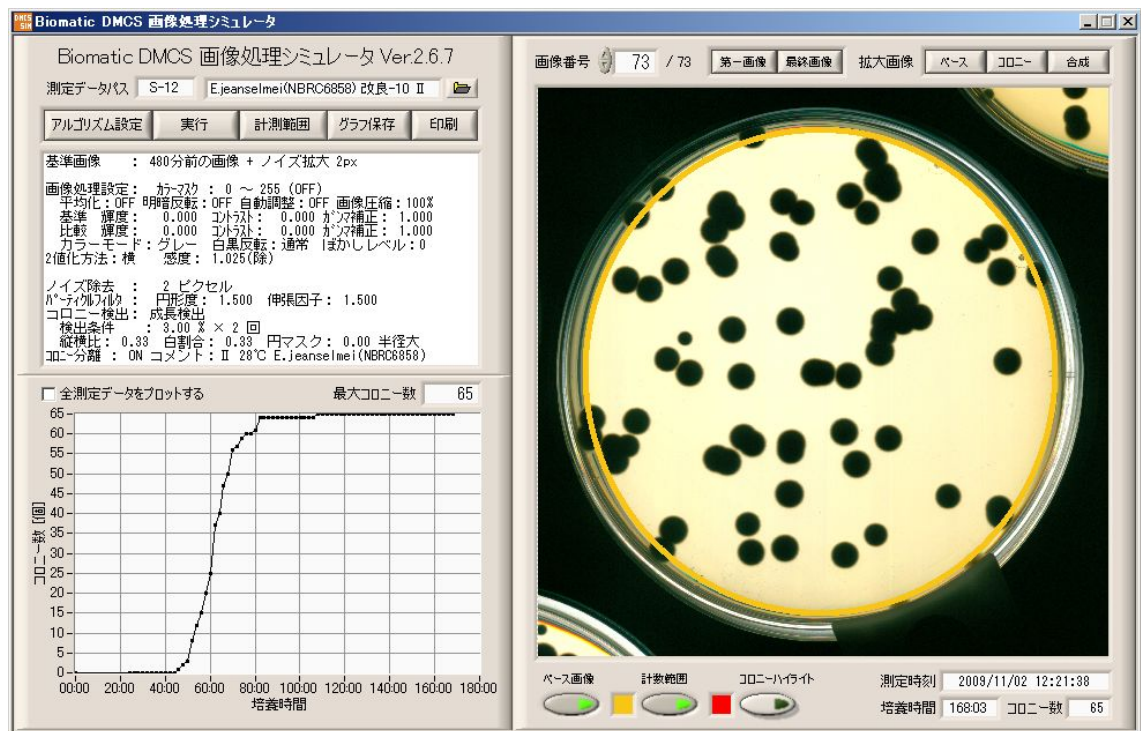 Biomatic DMCS 画像処理シミュレータ
Biomatic DMCS 画像処理シミュレータ Ver.2.6.7
測定データパス S-12 E.jeanselmei(NBRC6858) 改良-10 Ⅱ
アルゴリズム設定 実行 計測範囲 グラフ保存 印刷
基準画像 : 480分前の画像 + ノイズ拡大 2px
画像処理設定: カラーマスク : 0 ～ 255 (OFF)
平均化:OFF 明暗反転:OFF 自動調整:OFF 画像圧縮:100%
基準 輝度: 0.000 コントラスト: 0.000 ガンマ補正: 1.000
比較 輝度: 0.000 コントラスト: 0.000 ガンマ補正: 1.000
カラーモード:グレー 白黒反転:通常 ぼかしレベル:0
2値化方法:横 感度: 1.025(除)
ノイズ除去 : 2 ピクセル
パーティクルフィルタ : 円形度: 1.500 伸張因子: 1.500
コロニー検出: 成長検出
検出条件 : 3.00 % × 2 回
縦横比: 0.33 白割合: 0.33 円マスク: 0.00 半径大
コロニー分離 : ON コメント:Ⅱ 28℃ E.jeanselmei(NBRC6858)
全測定データをプロットする 最大コロニー数 65
65
60
55
50
45
40
35
30
25
20
15
10
5
0
コロニー数 [個]
00:00 20:00 40:00 60:00 80:00 100:00 120:00 140:00 160:00 180:00
培養時間
画像番号 73 / 73 第一画像 最終画像 拡大画像 ベース コロニー 合成
ベース画像 計数範囲 コロニーハイライト
測定時刻 2009/11/02 12:21:38
培養時間 168:03 コロニー数 65